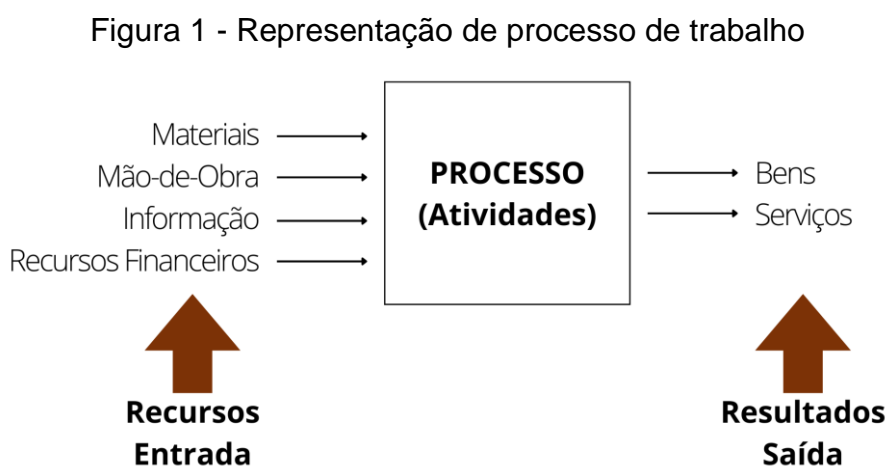 Figura 1 - Representação de processo de trabalho
Materiais
Mão-de-Obra
Informação
Recursos Financeiros
PROCESSO
(Atividades)
Bens
Serviços
Recursos
Entrada
Resultados
Saída